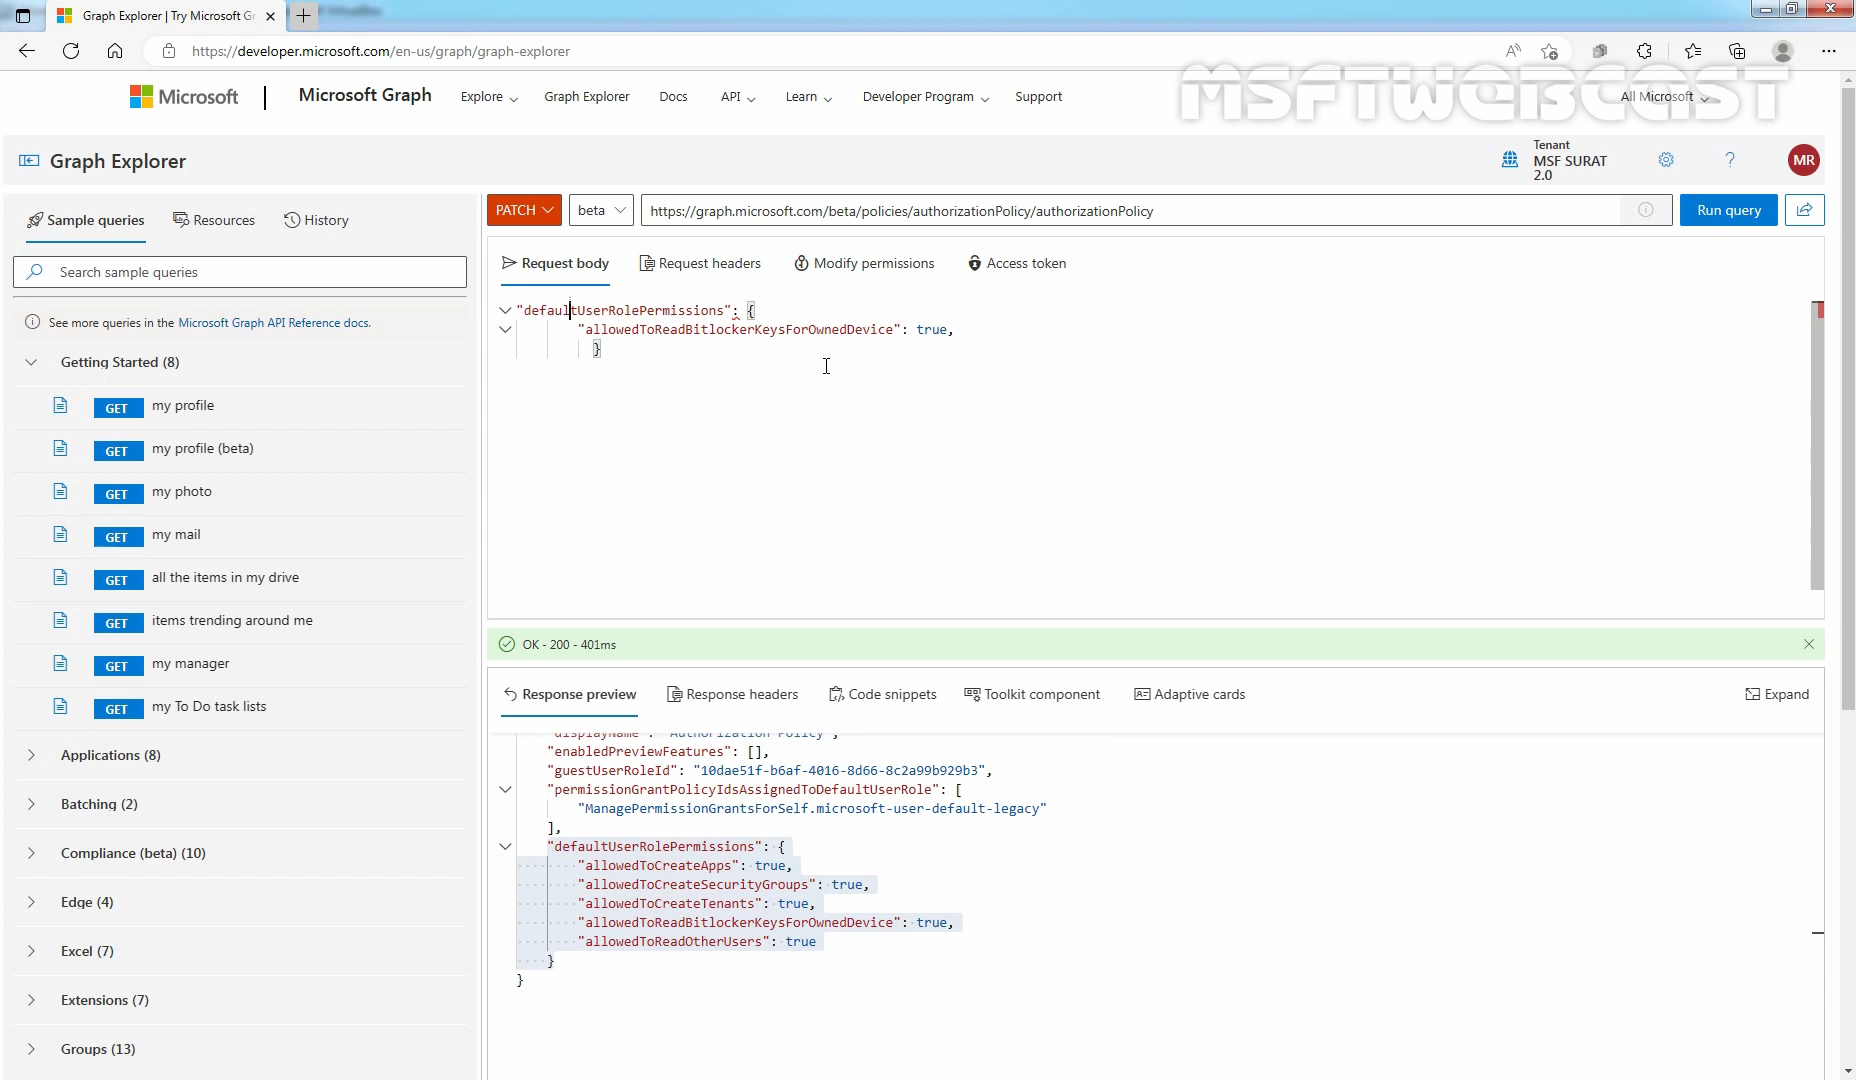 Graph Explorer | Try Microsoft Gr
https://developer.microsoft.com/en-us/graph/graph-explorer
Microsoft
Microsoft Graph
Explore
Graph Explorer
Docs
API
Learn
Developer Program
Support
MSFTWEBCAST
All Microsoft
Graph Explorer
Tenant
MSF SURAT
2.0
?
MR
Sample queries
Resources
History
PATCH
beta
https://graph.microsoft.com/beta/policies/authorizationPolicy/authorizationPolicy
Run query
Search sample queries
See more queries in the Microsoft Graph API Reference docs.
Getting Started (8)
GET my profile
GET my profile (beta)
GET my photo
GET my mail
GET all the items in my drive
GET items trending around me
GET my manager
GET my To Do task lists
Applications (8)
Batching (2)
Compliance (beta) (10)
Edge (4)
Excel (7)
Extensions (7)
Groups (13)
Request body
Request headers
Modify permissions
Access token
"defaultUserRolePermissions": {
"allowedToReadBitlockerKeysForOwnedDevice": true,
}
OK - 200 - 401ms
Response preview
Response headers
Code snippets
Toolkit component
Adaptive cards
Expand
"displayName": "Authorization Policy",
"enabledPreviewFeatures": [],
"guestUserRoleId": "10dae51f-b6af-4016-8d66-8c2a99b929b3",
"permissionGrantPolicyIdsAssignedToDefaultUserRole": [
"ManagePermissionGrantsForSelf.microsoft-user-default-legacy"
],
"defaultUserRolePermissions": {
"allowedToCreateApps": true,
"allowedToCreateSecurityGroups": true,
"allowedToCreateTenants": true,
"allowedToReadBitlockerKeysForOwnedDevice": true,
"allowedToReadOtherUsers": true
}
}